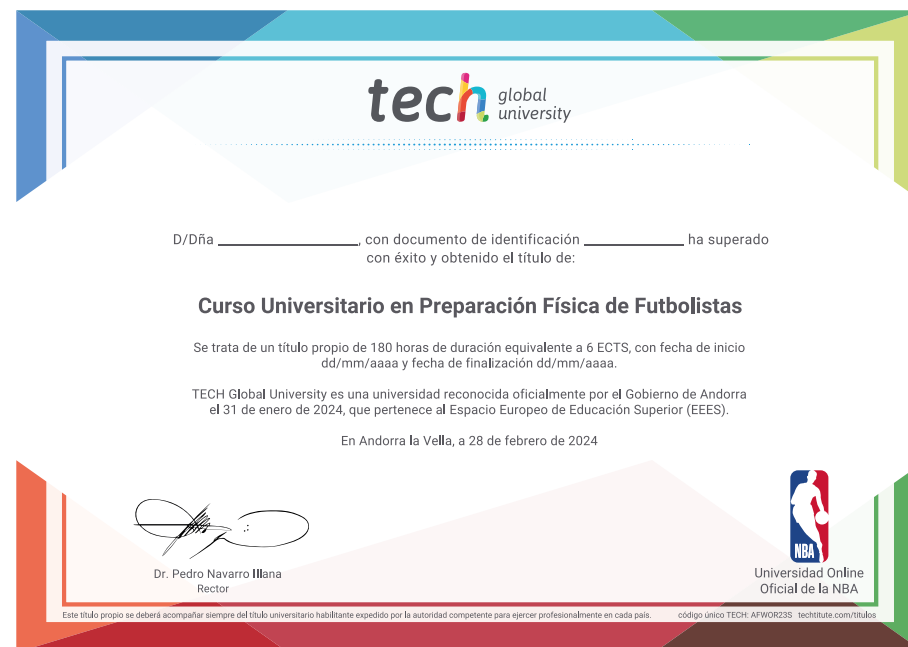 tech global
university
D/Dña ______________, con documento de identificación __________ ha superado
con éxito y obtenido el título de:
Curso Universitario en Preparación Física de Futbolistas
Se trata de un título propio de 180 horas de duración equivalente a 6 ECTS, con fecha de inicio
dd/mm/aaaa y fecha de finalización dd/mm/aaaa.
TECH Global University es una universidad reconocida oficialmente por el Gobierno de Andorra
el 31 de enero de 2024, que pertenece al Espacio Europeo de Educación Superior (EEES).
En Andorra la Vella, a 28 de febrero de 2024
Dr. Pedro Navarro Illana
Rector
NBA
Universidad Online
Oficial de la NBA
Este título propio se deberá acompañar siempre del título universitario habilitante expedido por la autoridad competente para ejercer profesionalmente en cada país.
código único TECH: AFWOR23S techtitute.com/titulos